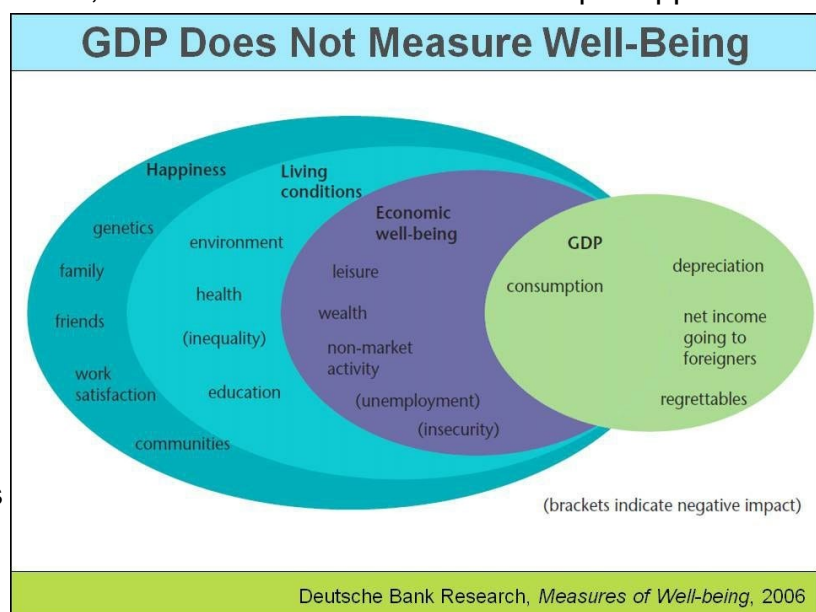 GDP Does Not Measure Well-Being
Happiness
genetics
family
friends
work
satisfaction
communities
Living
conditions
environment
health
(inequality)
education
Economic
well-being
leisure
wealth
non-market
activity
(unemployment)
(insecurity)
GDP
consumption
depreciation
net income
going to
foreigners
regrettables
(brackets indicate negative impact)
Deutsche Bank Research, Measures of Well-being, 2006